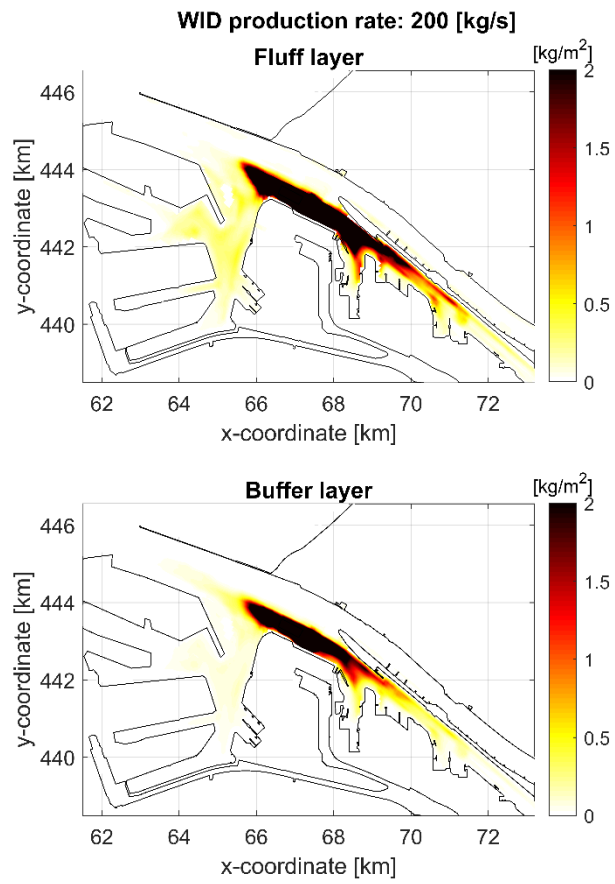 WID production rate: 200 [kg/s]
Fluff layer
[kg/m²]
2
446
1.5
444
y-coordinate [km]
1
442
0.5
440
0
62 64 66 68 70 72
x-coordinate [km]
Buffer layer
[kg/m²]
2
446
1.5
444
y-coordinate [km]
1
442
0.5
440
0
62 64 66 68 70 72
x-coordinate [km]